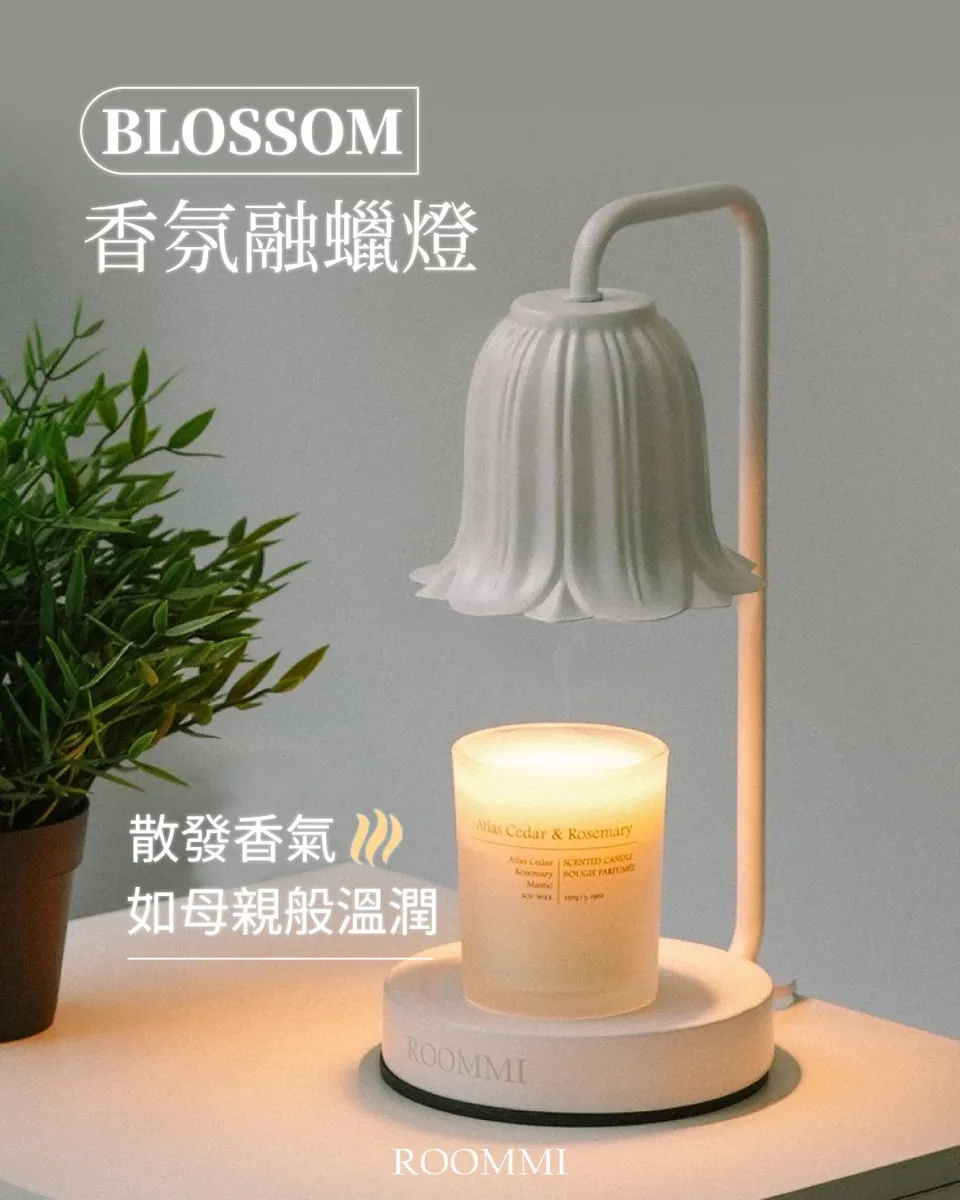 BLOSSOM
香氛融蠟燈
散發香氣
如母親般溫潤
Atlas Cedar & Rosemary
Atlas Cedar
Rosemary
Mastic
SOY WAX
SCENTED CANDLE
BOUGIE PARFUMÉE
ROOMMI
ROOMMI